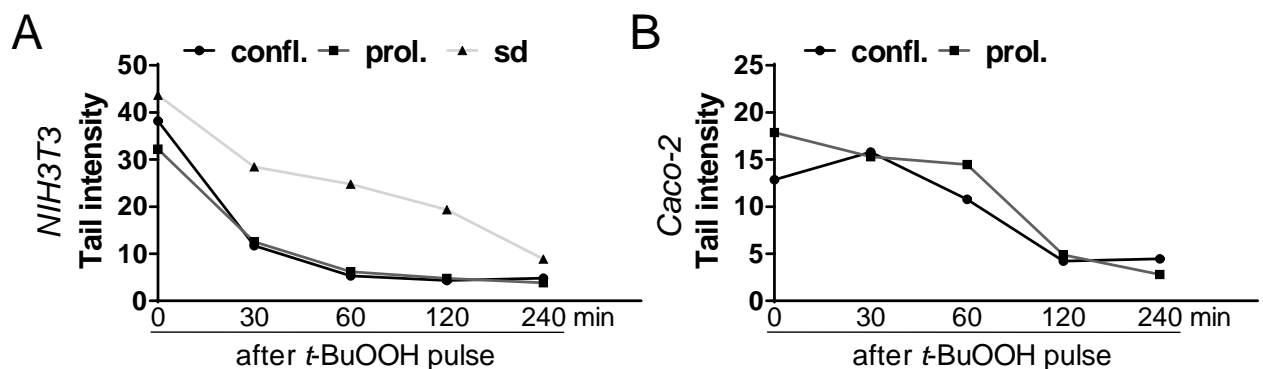 A
confl. prol. sd
NIH3T3
Tail intensity
50
40
30
20
10
0
0 30 60 120 240 min
after t-BuOOH pulse
B
confl. prol.
Caco-2
Tail intensity
25
20
15
10
5
0
0 30 60 120 240 min
after t-BuOOH pulse